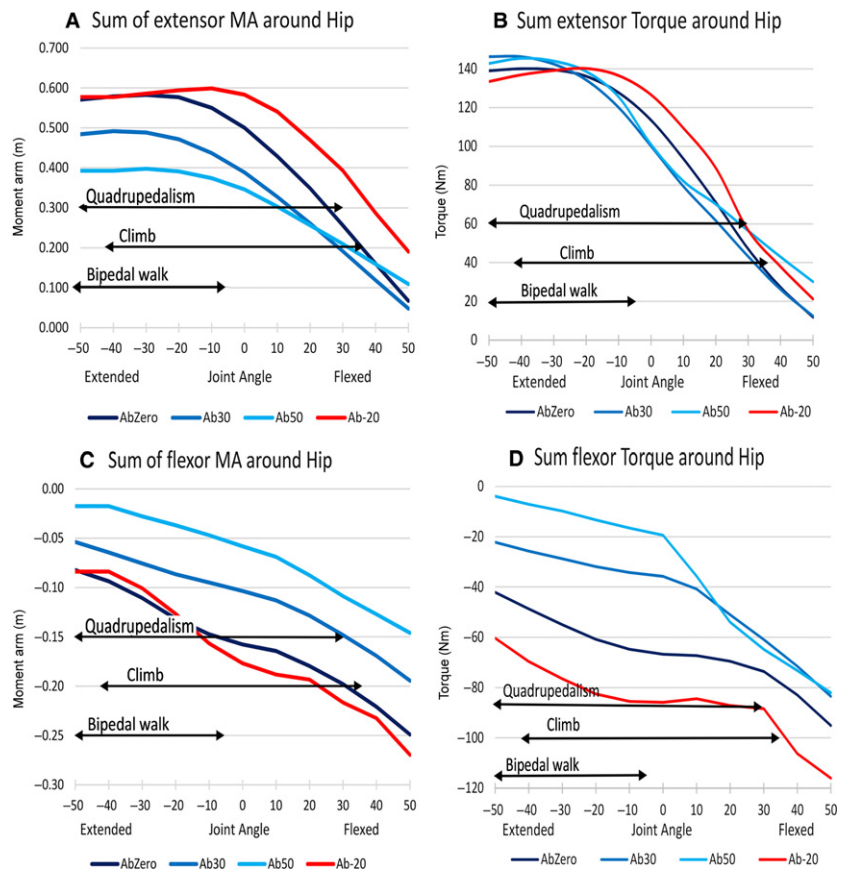 A Sum of extensor MA around Hip
0.700
0.600
0.500
0.400
0.300
0.200
0.100
0.000
Moment arm (m)
Quadrupedalism
Climb
Bipedal walk
−50 −40 −30 −20 −10 0 10 20 30 40 50
Extended Joint Angle Flexed
AbZero Ab30 Ab50 Ab-20
B Sum extensor Torque around Hip
140
120
100
80
60
40
20
0
Torque (Nm)
Quadrupedalism
Climb
Bipedal walk
−50 −40 −30 −20 −10 0 10 20 30 40 50
Extended Joint Angle Flexed
AbZero Ab30 Ab50 Ab-20
C Sum of flexor MA around Hip
0.00
−0.05
−0.10
−0.15
−0.20
−0.25
−0.30
Moment arm (m)
Quadrupedalism
Climb
Bipedal walk
−50 −40 −30 −20 −10 0 10 20 30 40 50
Extended Joint Angle Flexed
AbZero Ab30 Ab50 Ab-20
D Sum flexor Torque around Hip
0
−20
−40
−60
−80
−100
−120
Torque (Nm)
Quadrupedalism
Climb
Bipedal walk
−50 −40 −30 −20 −10 0 10 20 30 40 50
Extended Joint Angle Flexed
AbZero Ab30 Ab50 Ab-20